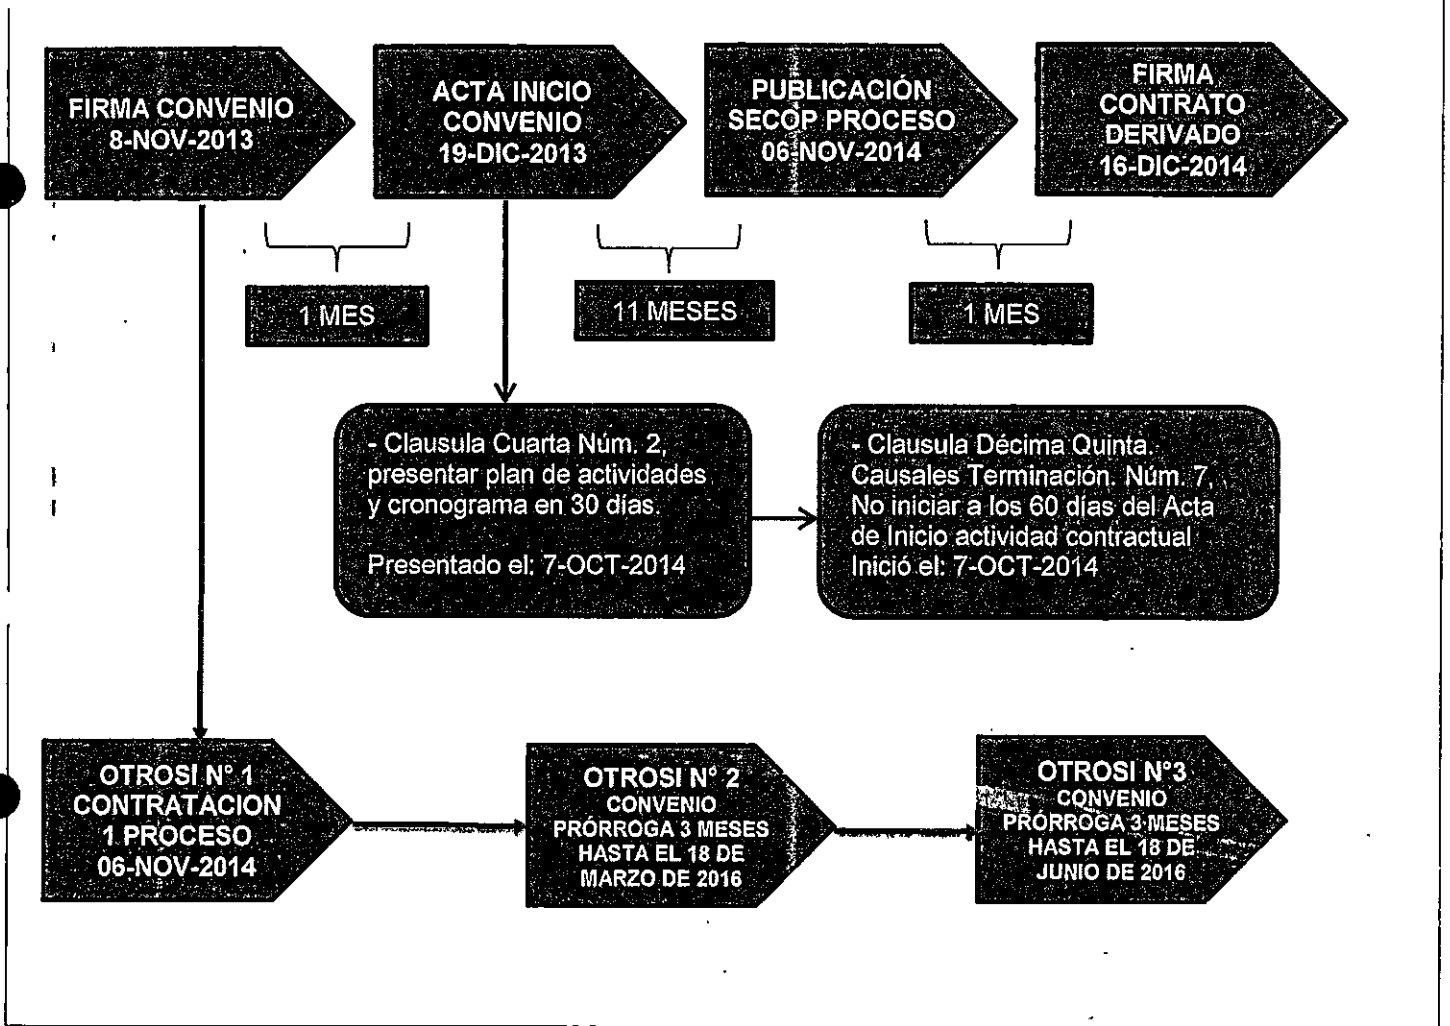 FIRMA CONVENIO
8-NOV-2013
ACTA INICIO
CONVENIO
19-DIC-2013
PUBLICACIÓN
SECOP PROCESO
06-NOV-2014
FIRMA
CONTRATO
DERIVADO
16-DIC-2014
1 MES
11 MESES
1 MES
- Clausula Cuarta Núm. 2,
presentar plan de actividades
y cronograma en 30 días.
Presentado el: 7-OCT-2014
- Clausula Décima Quinta.
Causales Terminación. Núm. 7,
No iniciar a los 60 días del Acta
de Inicio actividad contractual
Inició el: 7-OCT-2014
OTROSI N° 1
CONTRATACION
1 PROCESO
06-NOV-2014
OTROSI N° 2
CONVENIO
PRÓRROGA 3 MESES
HASTA EL 18 DE
MARZO DE 2016
OTROSI N°3
CONVENIO
PRÓRROGA 3 MESES
HASTA EL 18 DE
JUNIO DE 2016